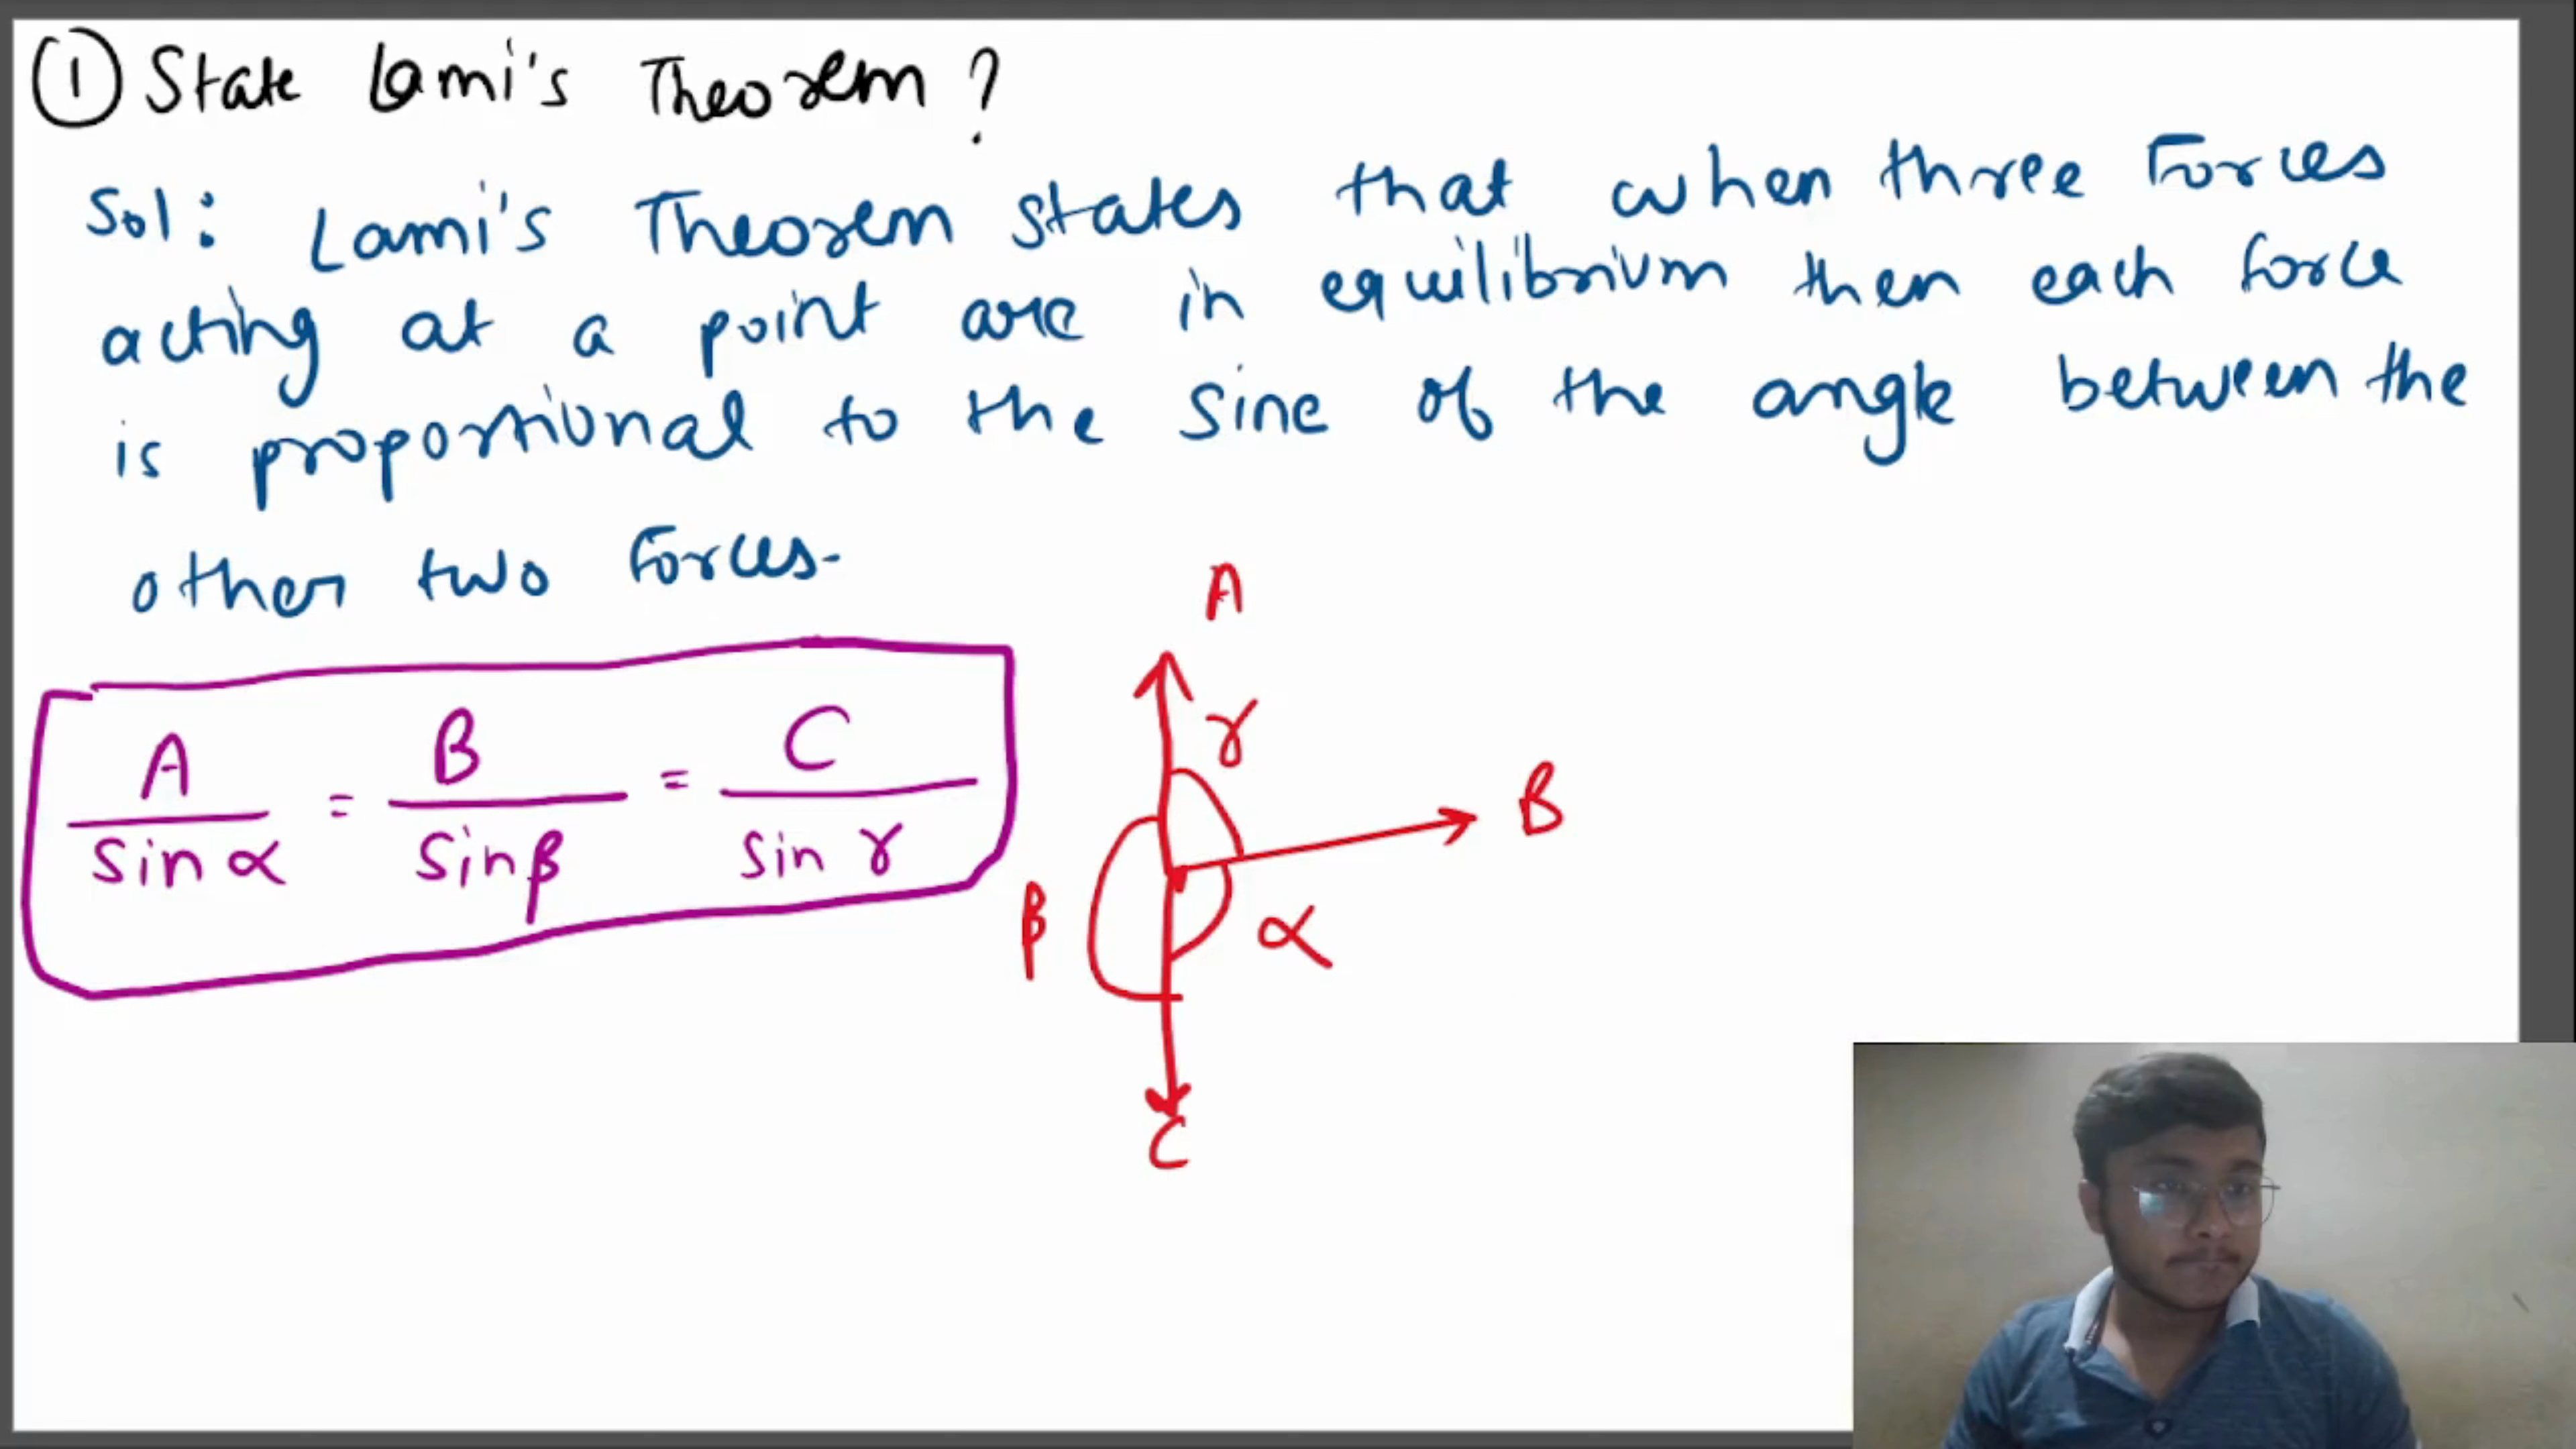 ① State Lami's Theorem ?
Sol: Lami's Theorem states that when three Forces
acting at a point are in equilibrium then each force
is proportional to the sine of the angle between the
other two Forces.
A/sin α = B/sin β = C/sin γ
A
γ
B
β
α
C